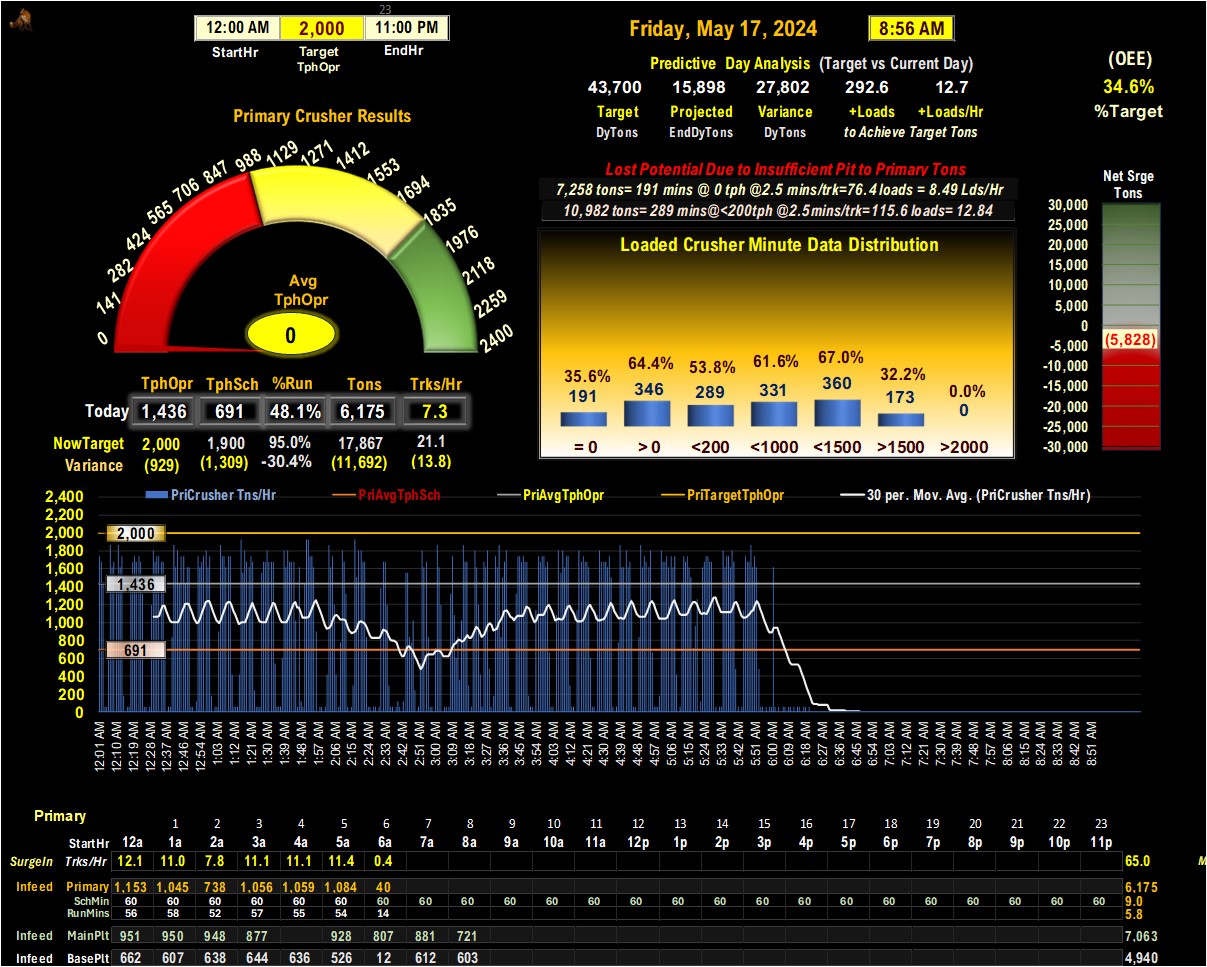 23
12:00 AM 2,000 11:00 PM
StartHr Target TphOpr EndHr
Friday, May 17, 2024 8:56 AM
Predictive Day Analysis (Target vs Current Day)
43,700 15,898 27,802 292.6 12.7
Target Projected Variance +Loads +Loads/Hr
DyTons EndDyTons DyTons to Achieve Target Tons
(OEE)
34.6%
%Target
Primary Crusher Results
0 141 282 424 565 706 847 988 1129 1271 1412 1553 1694 1835 1976 2118 2259 2400
Avg
TphOpr
0
Lost Potential Due to Insufficient Pit to Primary Tons
7,258 tons= 191 mins @ 0 tph @2.5 mins/trk=76.4 loads = 8.49 Lds/Hr
10,982 tons= 289 mins@<200tph @2.5mins/trk=115.6 loads= 12.84
Loaded Crusher Minute Data Distribution
35.6% 64.4% 53.8% 61.6% 67.0% 32.2% 0.0%
191 346 289 331 360 173 0
= 0 > 0 <200 <1000 <1500 >1500 >2000
Net Srge
Tons
30,000
25,000
20,000
15,000
10,000
5,000
0
(5,828)
-5,000
-10,000
-15,000
-20,000
-25,000
-30,000
TphOpr TphSch %Run Tons Trks/Hr
Today 1,436 691 48.1% 6,175 7.3
NowTarget 2,000 1,900 95.0% 17,867 21.1
Variance (929) (1,309) -30.4% (11,692) (13.8)
PriCrusher Tns/Hr PriAvgTphSch PriAvgTphOpr PriTargetTphOpr 30 per. Mov. Avg. (PriCrusher Tns/Hr)
2,400
2,200
2,000
1,800
1,600
1,400
1,200
1,000
800
600
400
200
0
2,000
1,436
691
12:01 AM 12:10 AM 12:19 AM 12:28 AM 12:37 AM 12:46 AM 12:54 AM 1:03 AM 1:12 AM 1:21 AM 1:30 AM 1:39 AM 1:48 AM 1:57 AM 2:06 AM 2:15 AM 2:24 AM 2:33 AM 2:42 AM 2:51 AM 3:00 AM 3:09 AM 3:18 AM 3:27 AM 3:36 AM 3:45 AM 3:54 AM 4:03 AM 4:12 AM 4:21 AM 4:30 AM 4:39 AM 4:48 AM 4:57 AM 5:06 AM 5:15 AM 5:24 AM 5:33 AM 5:42 AM 5:51 AM 6:00 AM 6:09 AM 6:18 AM 6:27 AM 6:36 AM 6:45 AM 6:54 AM 7:03 AM 7:12 AM 7:21 AM 7:30 AM 7:39 AM 7:48 AM 7:57 AM 8:06 AM 8:15 AM 8:24 AM 8:33 AM 8:42 AM 8:51 AM
Primary
1 2 3 4 5 6 7 8 9 10 11 12 13 14 15 16 17 18 19 20 21 22 23
StartHr 12a 1a 2a 3a 4a 5a 6a 7a 8a 9a 10a 11a 12p 1p 2p 3p 4p 5p 6p 7p 8p 9p 10p 11p
SurgeIn Trks/Hr 12.1 11.0 7.8 11.1 11.1 11.4 0.4 65.0 M
Infeed Primary 1,153 1,045 738 1,056 1,059 1,084 40 6,175
SchMin 60 60 60 60 60 60 60 60 60 60 60 60 60 60 60 60 60 60 60 60 60 60 60 60 9.0
RunMins 56 58 52 57 55 54 14 5.8
Infeed MainPlt 951 950 948 877 928 807 881 721 7,063
Infeed BasePlt 662 607 638 644 636 526 12 612 603 4,940